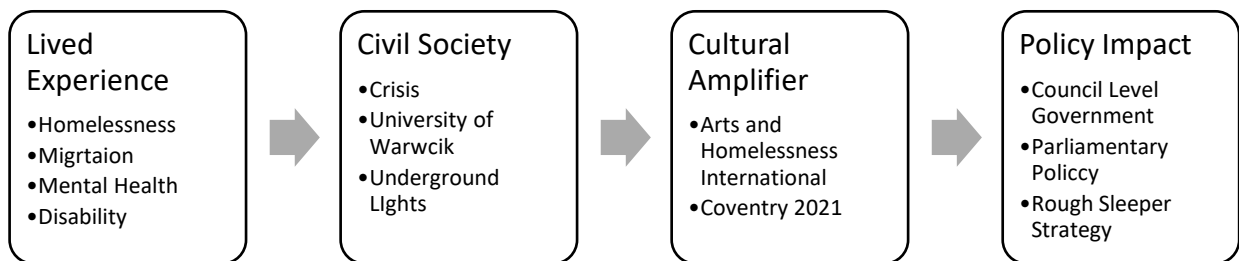 Lived
Experience
•Homelessness
•Migrtaion
•Mental Health
•Disability
Civil Society
•Crisis
•University of
Warwcik
•Underground
LIghts
Cultural
Amplifier
•Arts and
Homelessness
International
•Coventry 2021
Policy Impact
•Council Level
Government
•Parliamentary
Policcy
•Rough Sleeper
Strategy